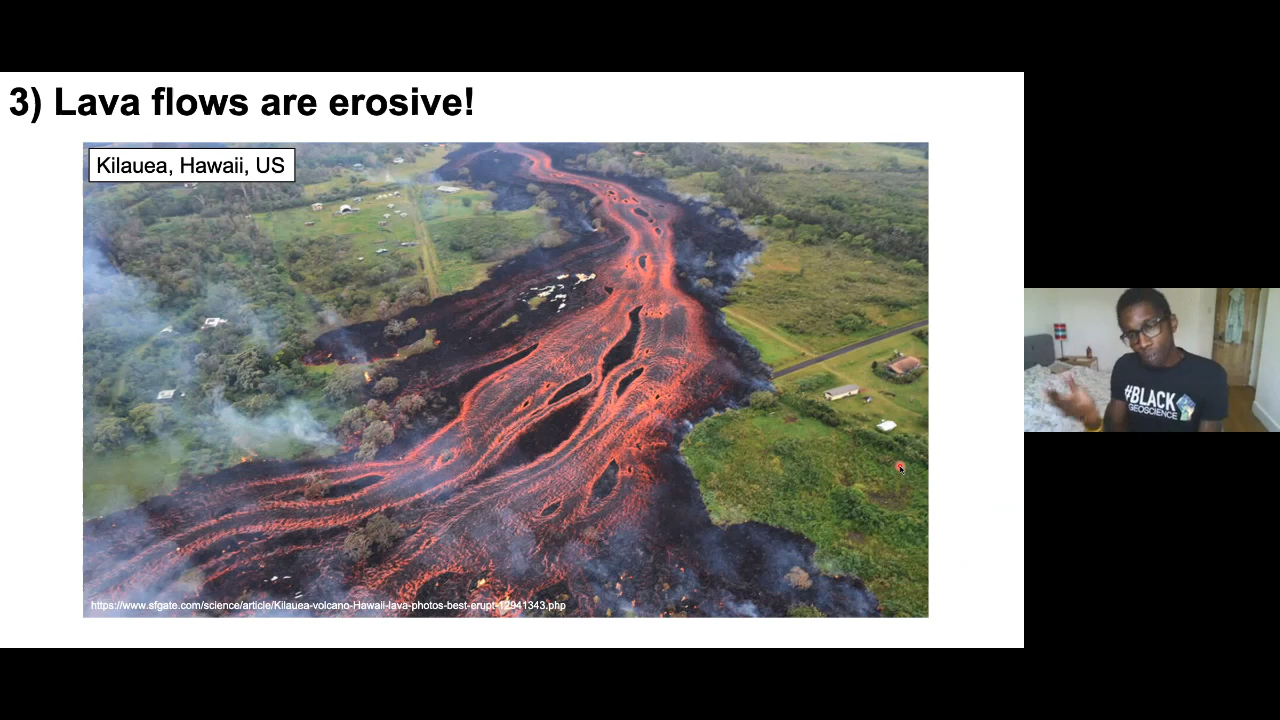 3) Lava flows are erosive!
Kilauea, Hawaii, US
https://www.sfgate.com/science/article/Kilauea-volcano-Hawaii-lava-photos-best-erupt-12941343.php
#BLACK
GEOSCIENCE